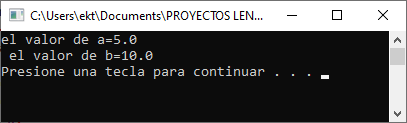 C:\Users\ekt\Documents\PROYECTOS LEN...
el valor de a=5.0
 el valor de b=10.0
Presione una tecla para continuar . . .